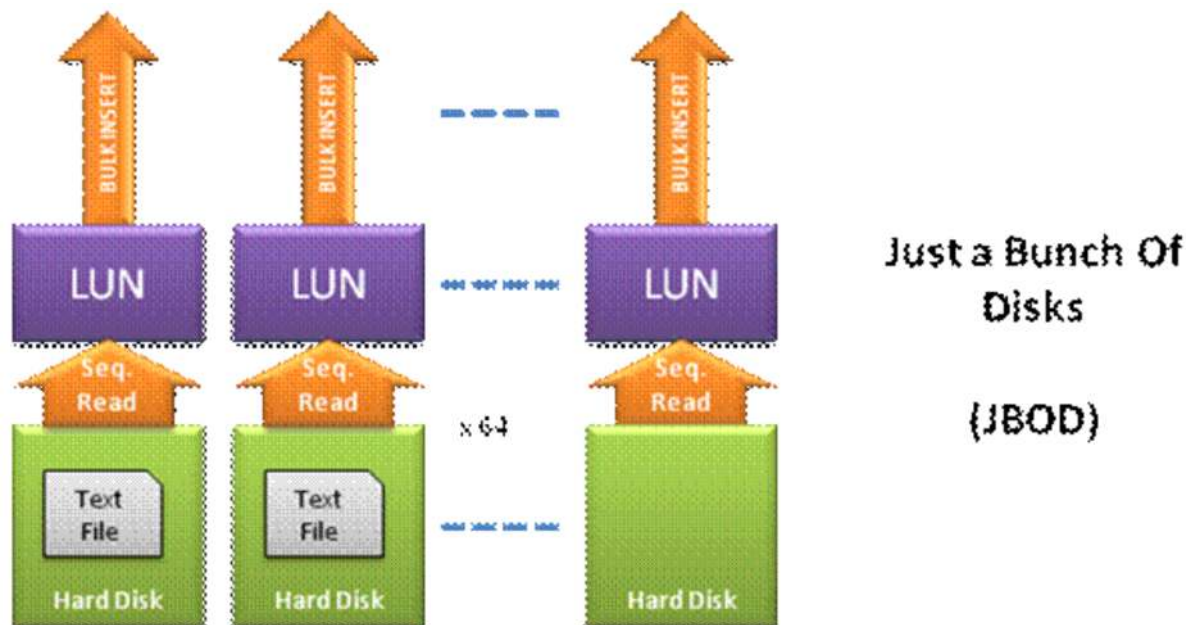 BULK INSERT
BULK INSERT
BULK INSERT
LUN
LUN
LUN
Just a Bunch Of
Disks
(JBOD)
Seq.
Read
Seq.
Read
Seq.
Read
x 64
Text
File
Text
File
Hard Disk
Hard Disk
Hard Disk